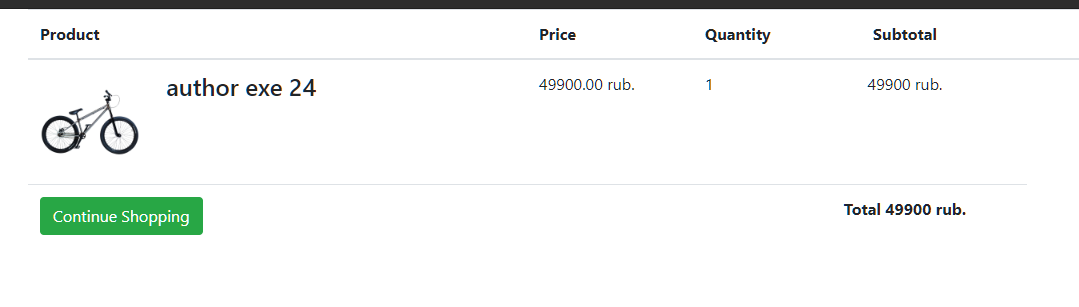 Product Price Quantity Subtotal
author exe 24 49900.00 rub. 1 49900 rub.
Continue Shopping Total 49900 rub.